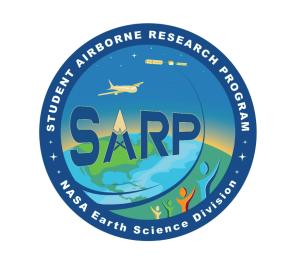 STUDENT AIRBORNE RESEARCH PROGRAM
SARP
NASA Earth Science Division